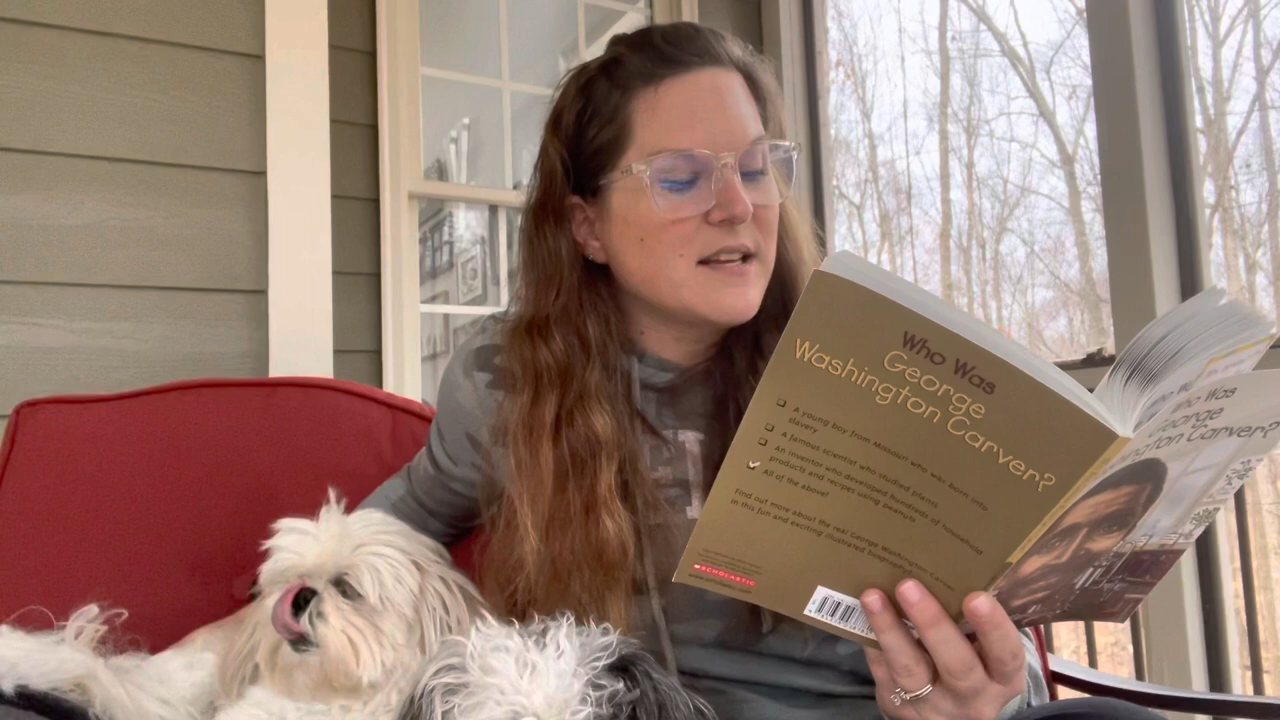 Who Was
George
Washington Carver?
A young boy from Missouri who was born into
slavery
A famous scientist who studied plants
An inventor who developed hundreds of household
products and recipes using peanuts
All of the above!
Find out more about the real George Washington Carver
in this fun and exciting illustrated biography!
SCHOLASTIC
Who Was
George
ngton Carver?